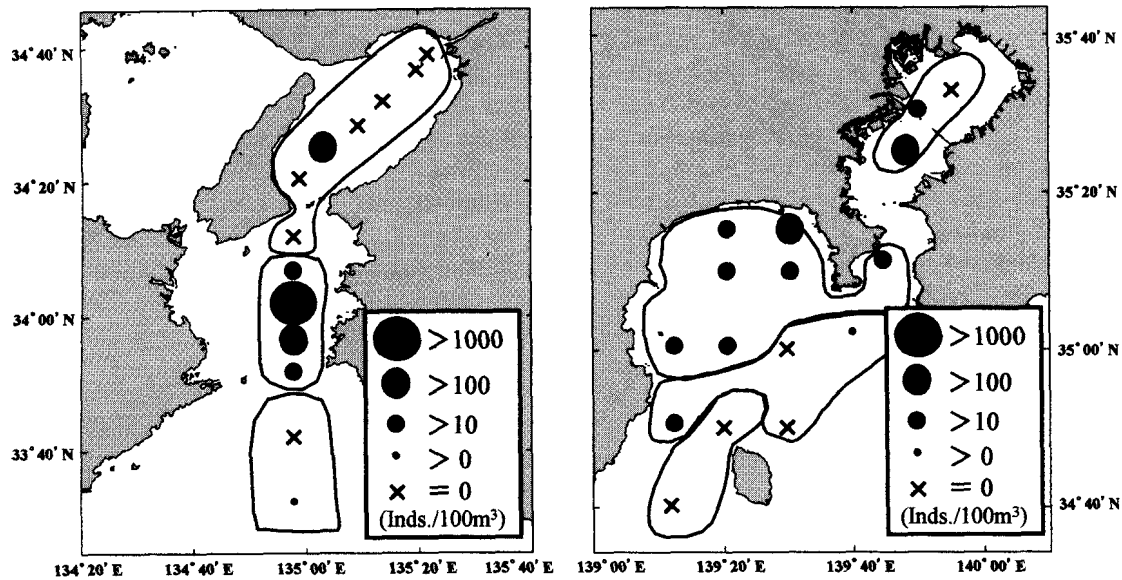 34°40' N
34°20' N
34°00' N
33°40' N
134°20' E
134°40' E
135°00' E
135°20' E
135°40' E
>1000
>100
>10
>0
=0
(Inds./100m³)
35°40' N
35°20' N
35°00' N
34°40' N
139°00' E
139°20' E
139°40' E
140°00' E
>1000
>100
>10
>0
=0
(Inds./100m³)